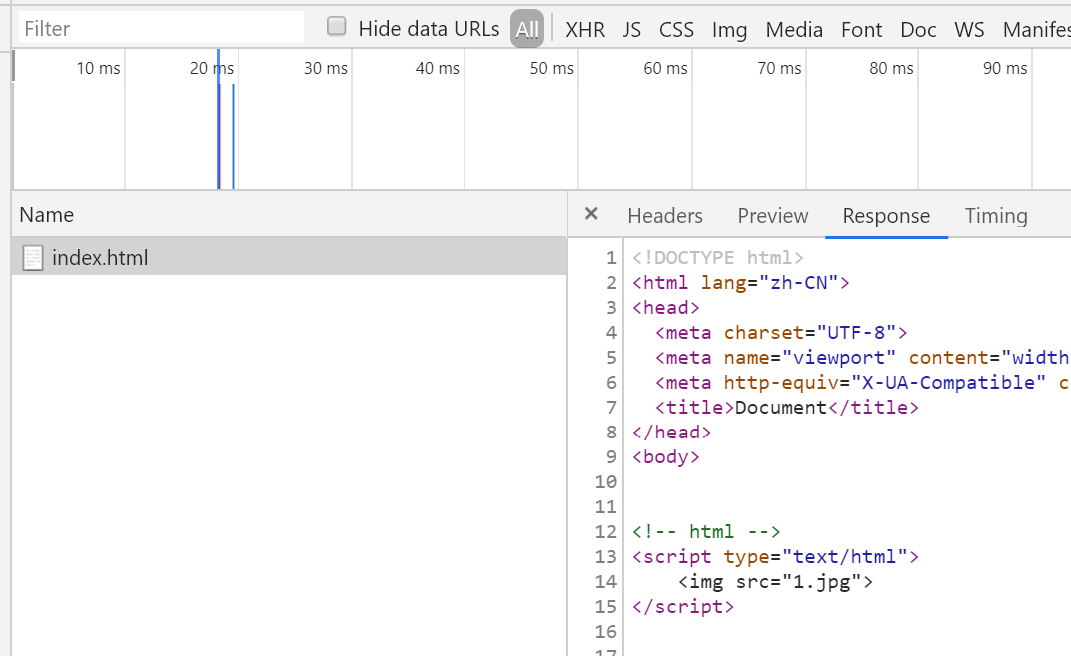 Filter Hide data URLs All XHR JS CSS Img Media Font Doc WS Manifes
10 ms 20 ms 30 ms 40 ms 50 ms 60 ms 70 ms 80 ms 90 ms
Name
index.html
× Headers Preview Response Timing
1 <!DOCTYPE html>
2 <html lang="zh-CN">
3 <head>
4   <meta charset="UTF-8">
5   <meta name="viewport" content="width
6   <meta http-equiv="X-UA-Compatible" c
7   <title>Document</title>
8 </head>
9 <body>
10
11
12 <!-- html -->
13 <script type="text/html">
14     <img src="1.jpg">
15 </script>
16
17